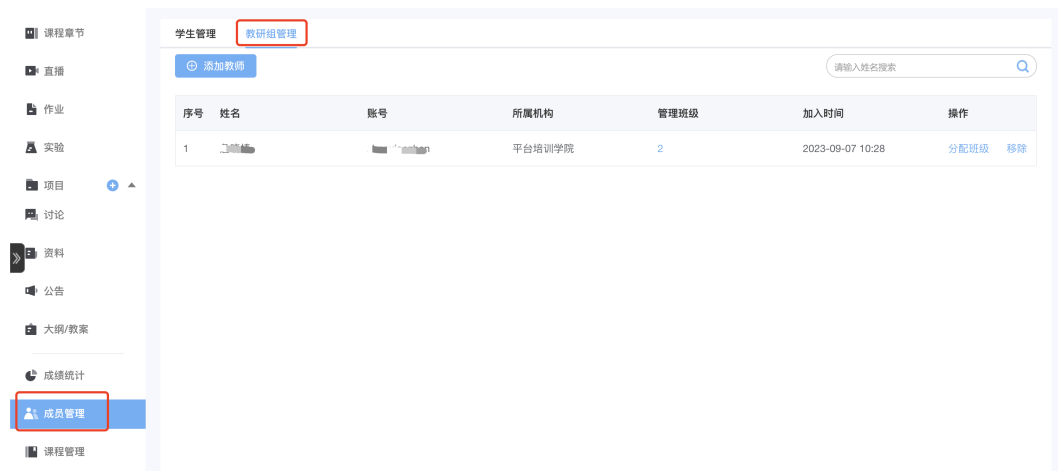 课程章节
直播
作业
实验
项目
讨论
资料
公告
大纲/教案
成绩统计
成员管理
课程管理
学生管理 教研组管理
添加教师
请输入姓名搜索
序号 姓名 账号 所属机构 管理班级 加入时间 操作
1 平台培训学院 2 2023-09-07 10:28 分配班级 移除